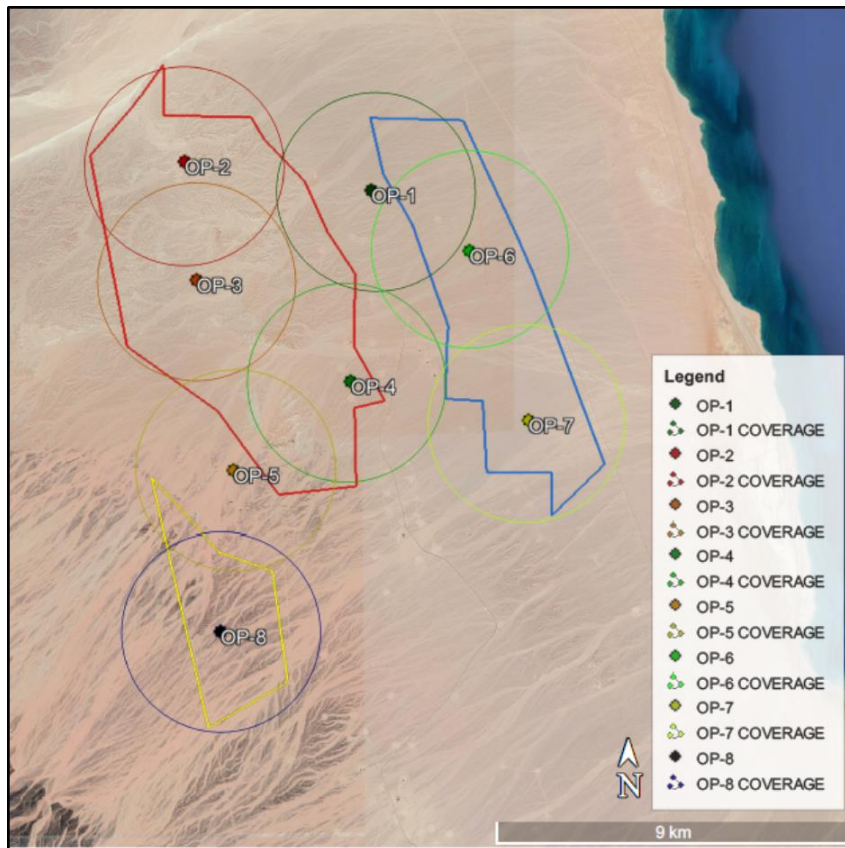 OP-2
OP-1
OP-6
OP-3
OP-4
OP-7
OP-5
OP-8
Legend
OP-1
OP-1 COVERAGE
OP-2
OP-2 COVERAGE
OP-3
OP-3 COVERAGE
OP-4
OP-4 COVERAGE
OP-5
OP-5 COVERAGE
OP-6
OP-6 COVERAGE
OP-7
OP-7 COVERAGE
OP-8
OP-8 COVERAGE
N
9 km